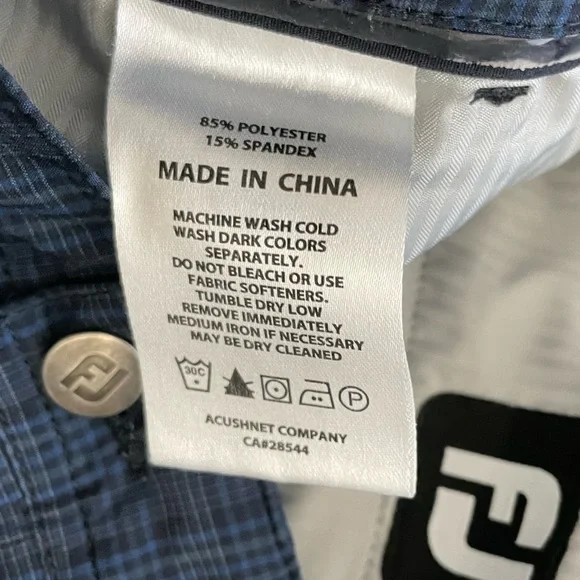 85% POLYESTER
15% SPANDEX
MADE IN CHINA
MACHINE WASH COLD
WASH DARK COLORS
SEPARATELY.
DO NOT BLEACH OR USE
FABRIC SOFTENERS.
TUMBLE DRY LOW
REMOVE IMMEDIATELY
MEDIUM IRON IF NECESSARY
MAY BE DRY CLEANED
30C P
ACUSHNET COMPANY
CA#28544
FJ
FJ